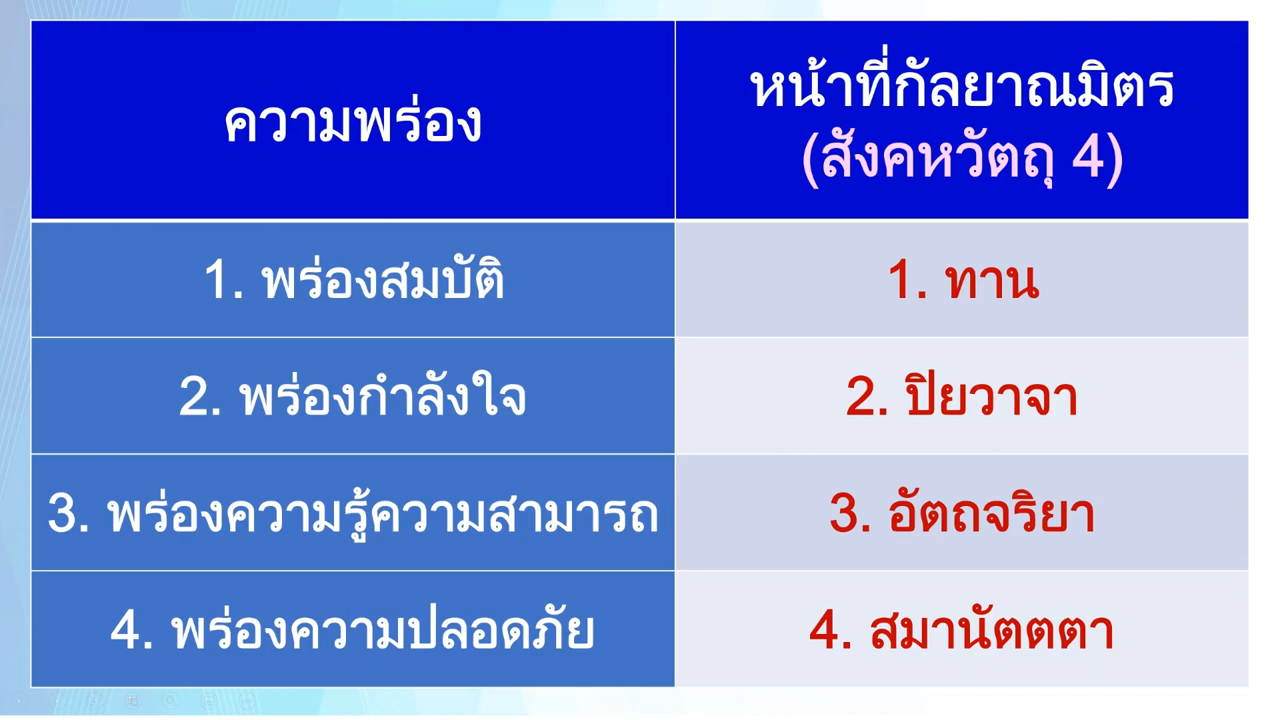 ความพร่อง
หน้าที่กัลยาณมิตร
(สังคหวัตถุ 4)
1. พร่องสมบัติ
1. ทาน
2. พร่องกำลังใจ
2. ปิยวาจา
3. พร่องความรู้ความสามารถ
3. อัตถจริยา
4. พร่องความปลอดภัย
4. สมานัตตตา